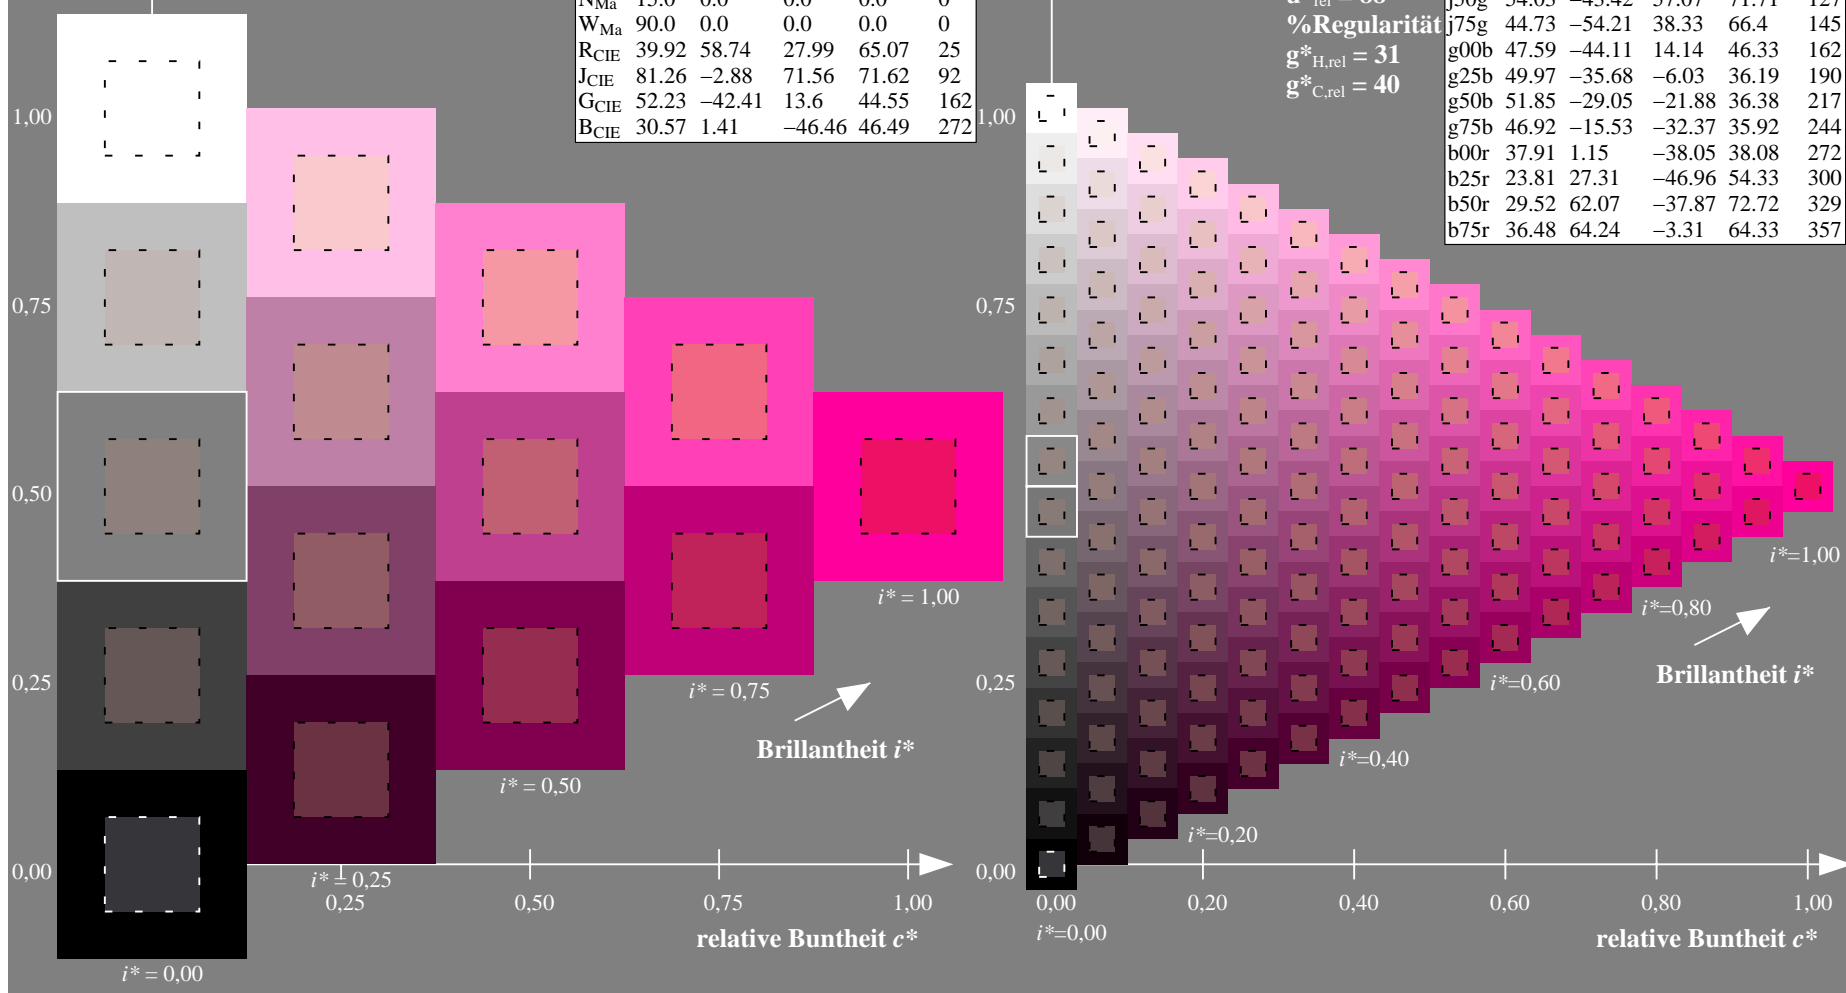 N_Ma 15.0 0.0 0.0 0.0 0
W_Ma 90.0 0.0 0.0 0.0 0
R_CIE 39.92 58.74 27.99 65.07 25
J_CIE 81.26 −2.88 71.56 71.62 92
G_CIE 52.23 −42.41 13.6 44.55 162
B_CIE 30.57 1.41 −46.46 46.49 272
%Regularität
g*_H,rel = 31
g*_C,rel = 40
j75g 44.73 −54.21 38.33 66.4 145
g00b 47.59 −44.11 14.14 46.33 162
g25b 49.97 −35.68 −6.03 36.19 190
g50b 51.85 −29.05 −21.88 36.38 217
g75b 46.92 −15.53 −32.37 35.92 244
b00r 37.91 1.15 −38.05 38.08 272
b25r 23.81 27.31 −46.96 54.33 300
b50r 29.52 62.07 −37.87 72.72 329
b75r 36.48 64.24 −3.31 64.33 357
1,00
0,75
0,50
0,25
0,00
i* = 1,00
i* = 0,75
Brillantheit i*
i* = 0,50
i* = 0,25
0,25 0,50 0,75 1,00
relative Buntheit c*
i* = 0,00
1,00
0,75
0,25
0,00
i*=1,00
i*=0,80
Brillantheit i*
i*=0,60
i*=0,40
i*=0,20
0,00 0,20 0,40 0,60 0,80 1,00
i*=0,00
relative Buntheit c*